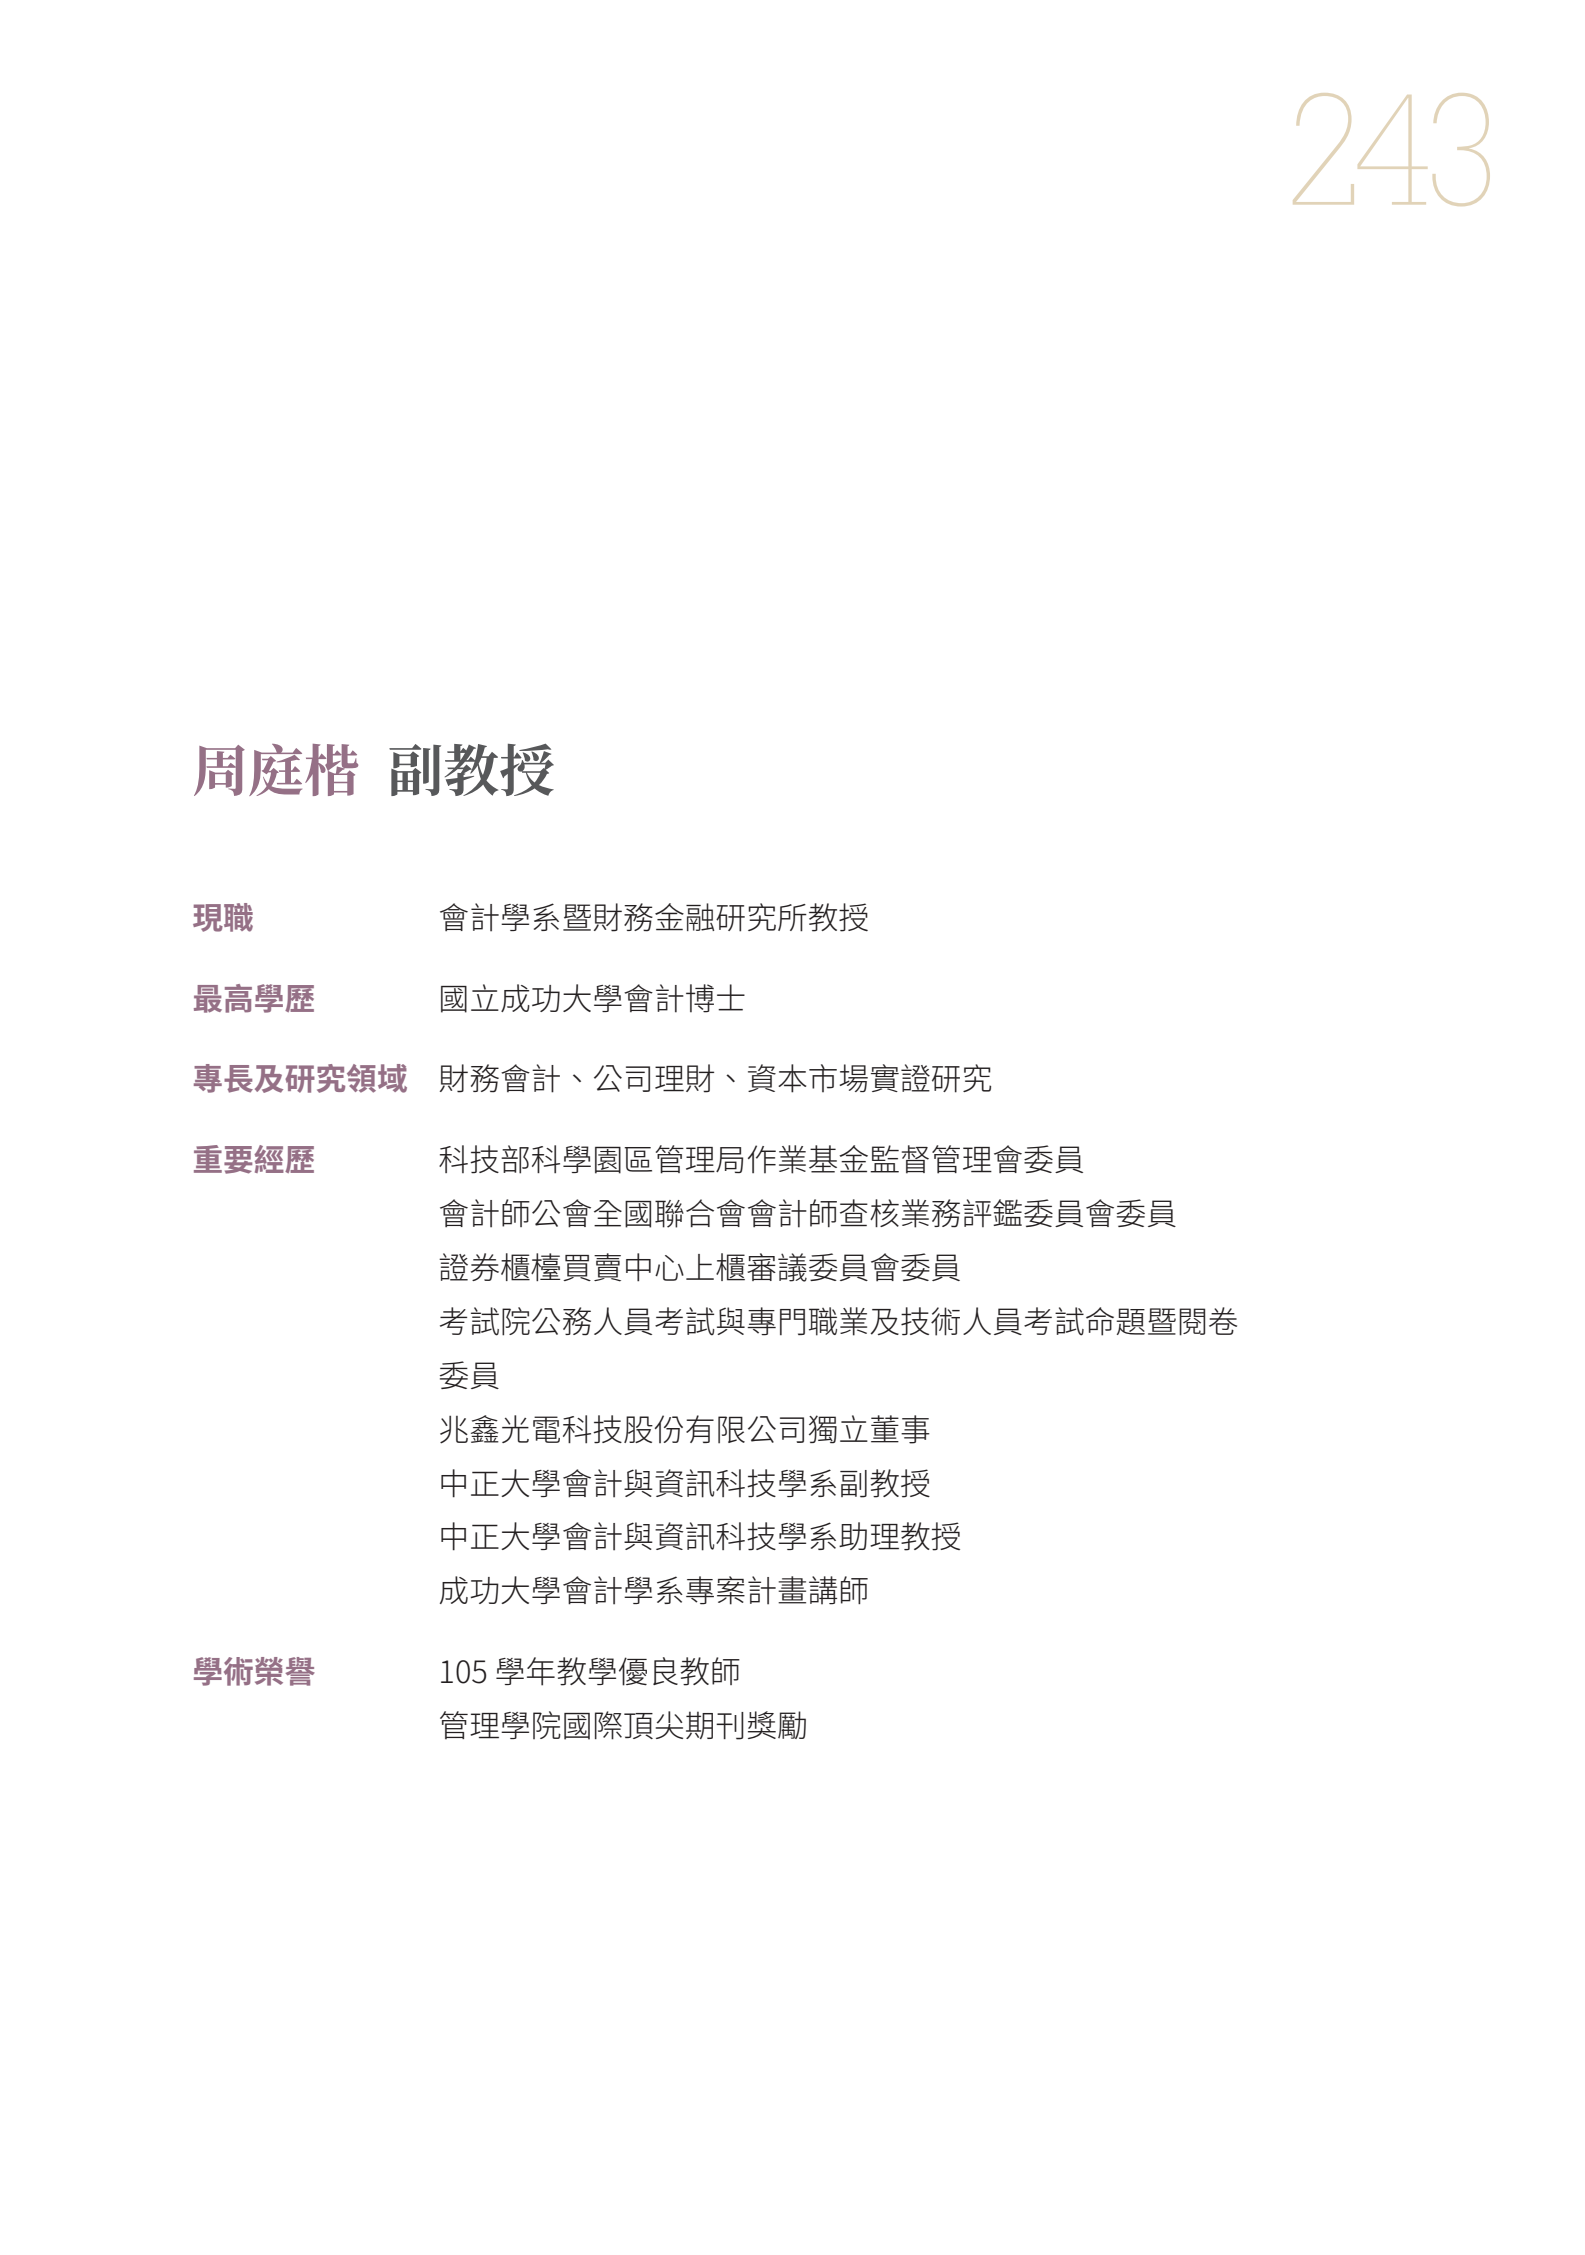 243
周庭楷 副教授
現職 會計學系暨財務金融研究所教授
最高學歷 國立成功大學會計博士
專長及研究領域 財務會計、公司理財、資本市場實證研究
重要經歷 科技部科學園區管理局作業基金監督管理會委員
會計師公會全國聯合會會計師查核業務評鑑委員會委員
證券櫃檯買賣中心上櫃審議委員會委員
考試院公務人員考試與專門職業及技術人員考試命題暨閱卷
委員
兆鑫光電科技股份有限公司獨立董事
中正大學會計與資訊科技學系副教授
中正大學會計與資訊科技學系助理教授
成功大學會計學系專案計畫講師
學術榮譽 105 學年教學優良教師
管理學院國際頂尖期刊獎勵